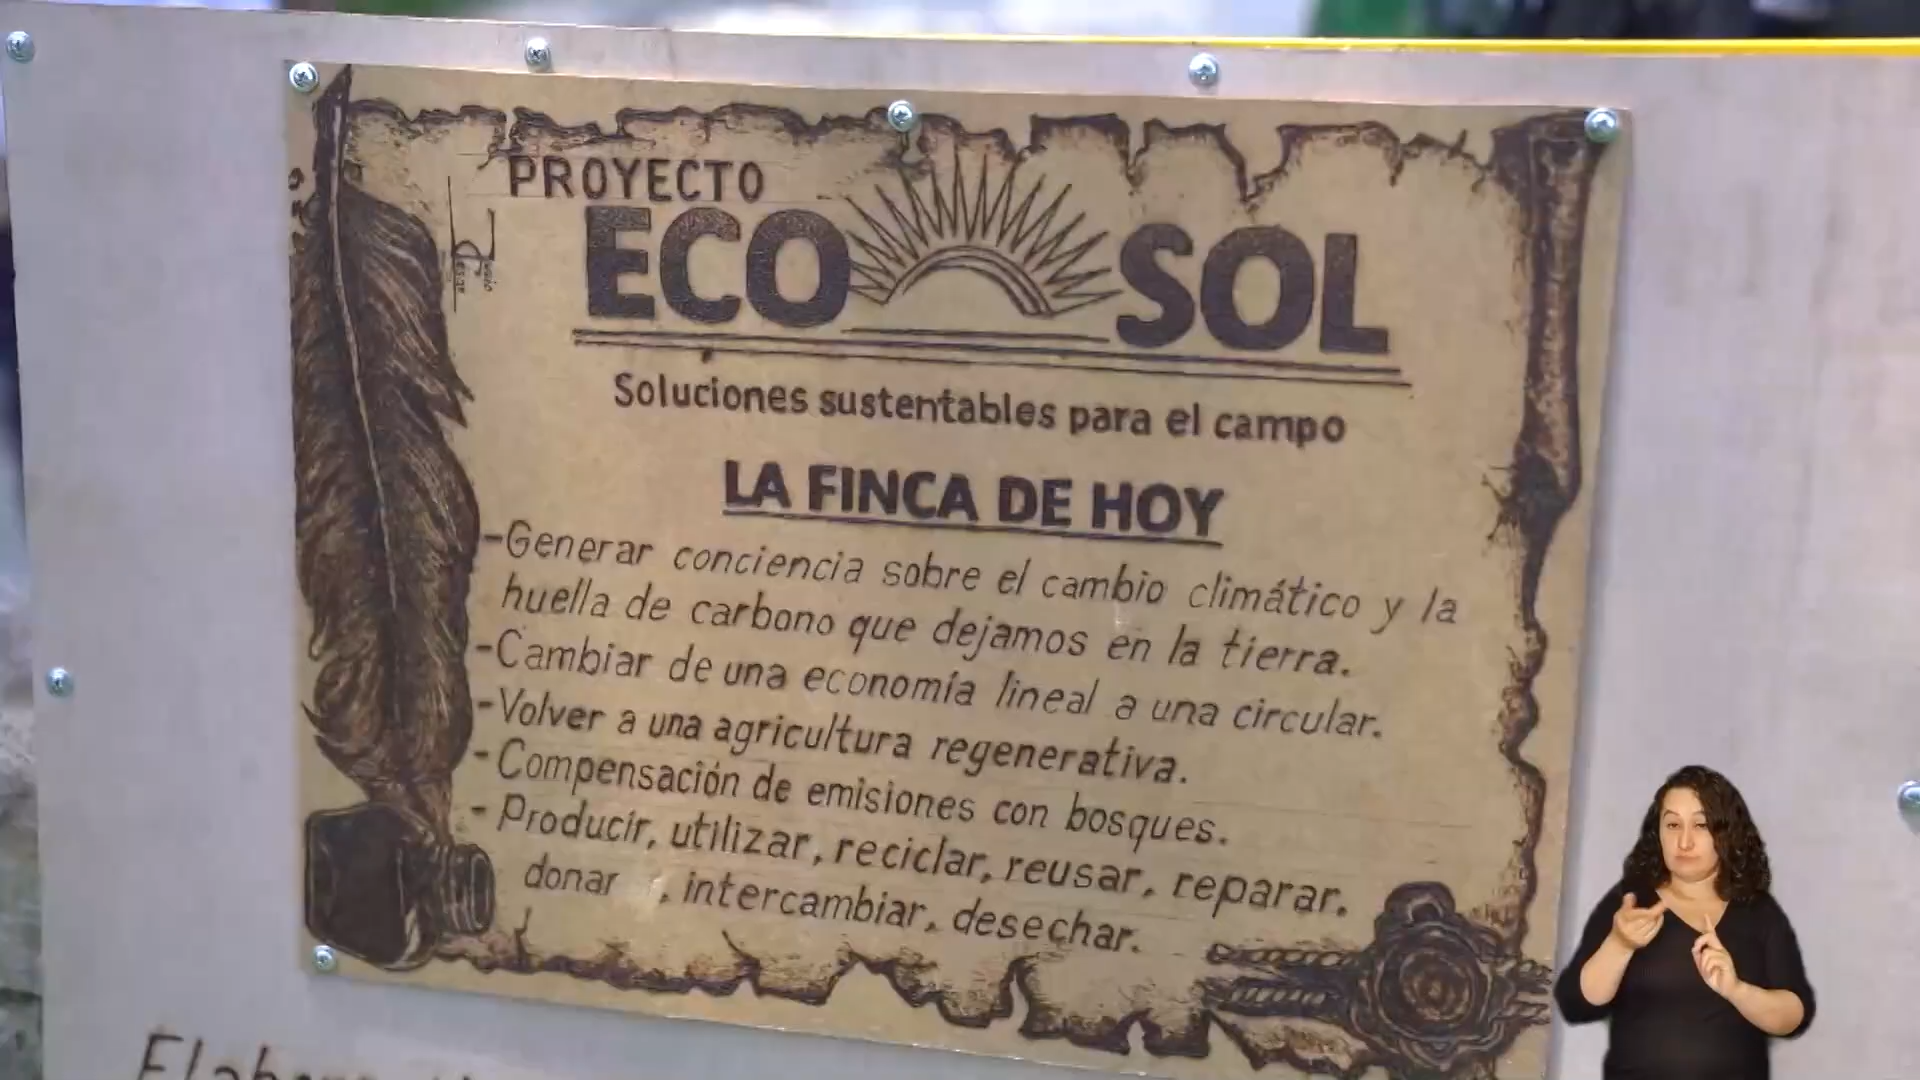 PROYECTO
ECO SOL
Soluciones sustentables para el campo
LA FINCA DE HOY
-Generar conciencia sobre el cambio climático y la
huella de carbono que dejamos en la tierra.
-Cambiar de una economía lineal a una circular.
-Volver a una agricultura regenerativa.
-Compensación de emisiones con bosques.
- Producir, utilizar, reciclar, reusar, reparar.
donar , intercambiar, desechar.